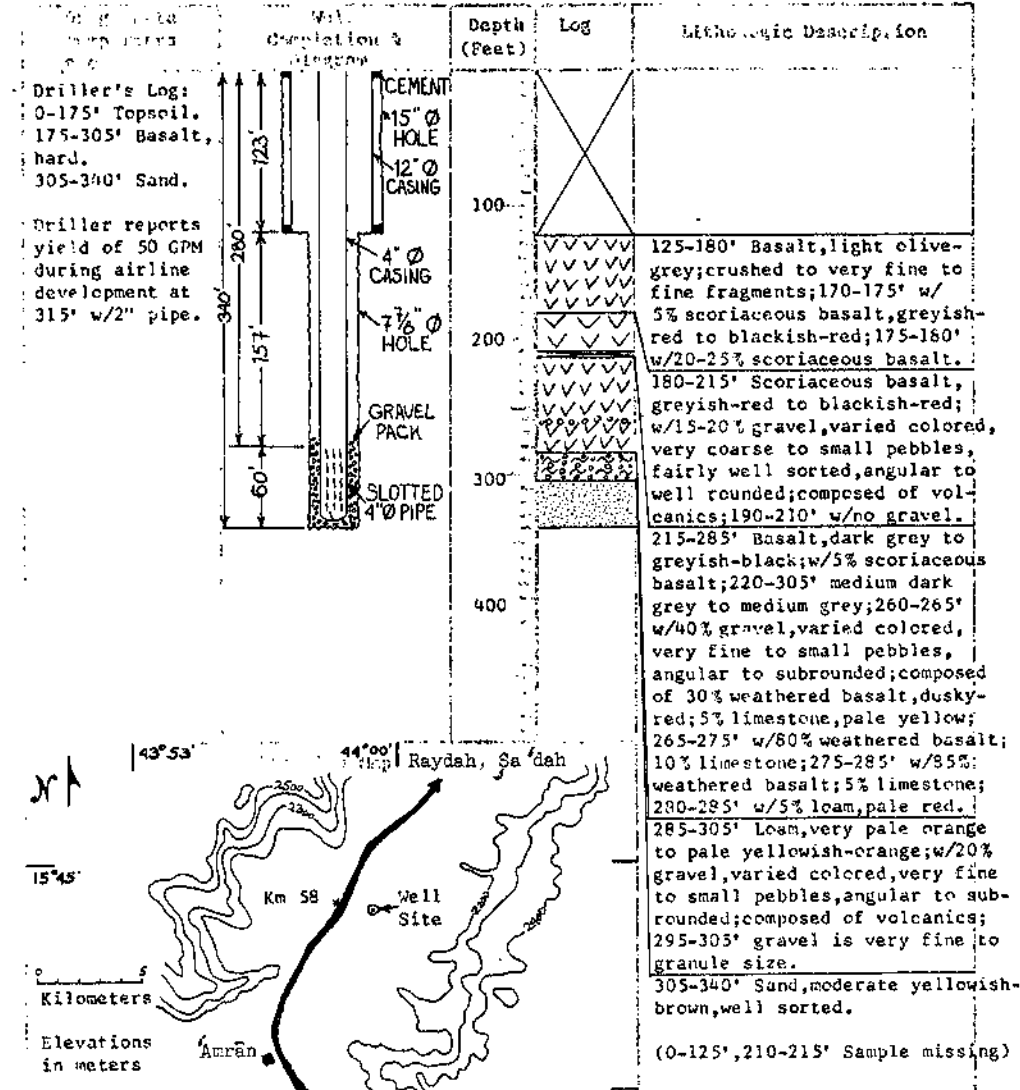 Completion &
Diagram
Depth
(Feet)
Log
Lithologic Description
Driller's Log:
0-175' Topsoil.
175-305' Basalt,
hard.
305-340' Sand.
Driller reports
yield of 50 GPM
during airline
development at
315' w/2" pipe.
340'
280'
123'
157'
60'
CEMENT
15" Ø
HOLE
12" Ø
CASING
4" Ø
CASING
7 7/8" Ø
HOLE
GRAVEL
PACK
SLOTTED
4" Ø PIPE
100
200
300
400
125-180' Basalt,light olive-
grey;crushed to very fine to
fine fragments;170-175' w/
5% scoriaceous basalt,greyish-
red to blackish-red;175-180'
w/20-25% scoriaceous basalt.
180-215' Scoriaceous basalt,
greyish-red to blackish-red;
w/15-20% gravel,varied colored,
very coarse to small pebbles,
fairly well sorted,angular to
well rounded;composed of vol-
canics;190-210' w/no gravel.
215-285' Basalt,dark grey to
greyish-black;w/5% scoriaceous
basalt;220-305' medium dark
grey to medium grey;260-265'
w/40% gravel,varied colored,
very fine to small pebbles,
angular to subrounded;composed
of 30% weathered basalt,dusky-
red;5% limestone,pale yellow;
265-275' w/80% weathered basalt;
10% limestone;275-285' w/85%
weathered basalt;5% limestone;
280-285' w/5% loam,pale red.
285-305' Loam,very pale orange
to pale yellowish-orange;w/20%
gravel,varied colored,very fine
to small pebbles,angular to sub-
rounded;composed of volcanics;
295-305' gravel is very fine to
granule size.
305-340' Sand,moderate yellowish-
brown,well sorted.
(0-125',210-215' Sample missing)
43°53'
44°00'
Map
Raydah, Sa'dah
N
2500
2300
15°45'
Km 58
Well
Site
2300
0 5
Kilometers
Elevations
in meters
'Amrān